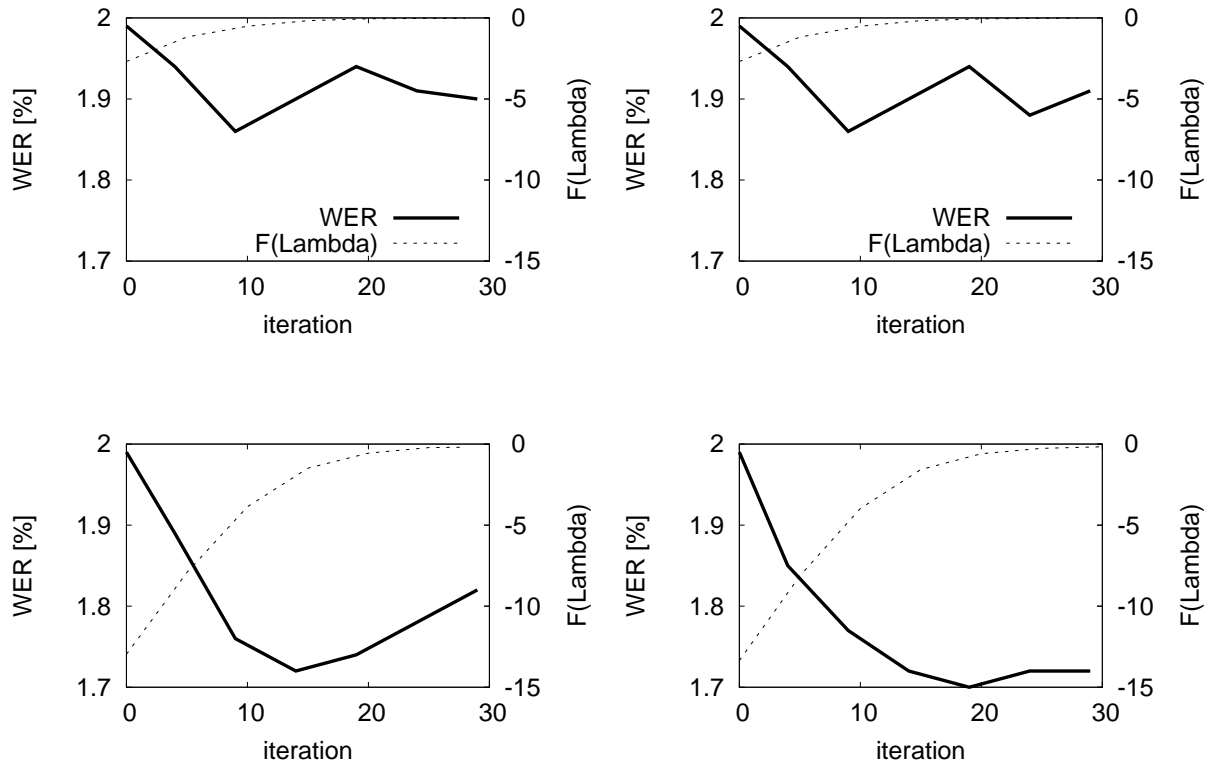 2 0 2 0
1.9 -5 1.9 -5
1.8 -10 1.8 -10
WER WER
F(Lambda) F(Lambda)
1.7 -15 1.7 -15
0 10 20 30 0 10 20 30
WER [%] F(Lambda) WER [%] F(Lambda)
iteration iteration
2 0 2 0
1.9 -5 1.9 -5
1.8 -10 1.8 -10
1.7 -15 1.7 -15
0 10 20 30 0 10 20 30
WER [%] F(Lambda) WER [%] F(Lambda)
iteration iteration